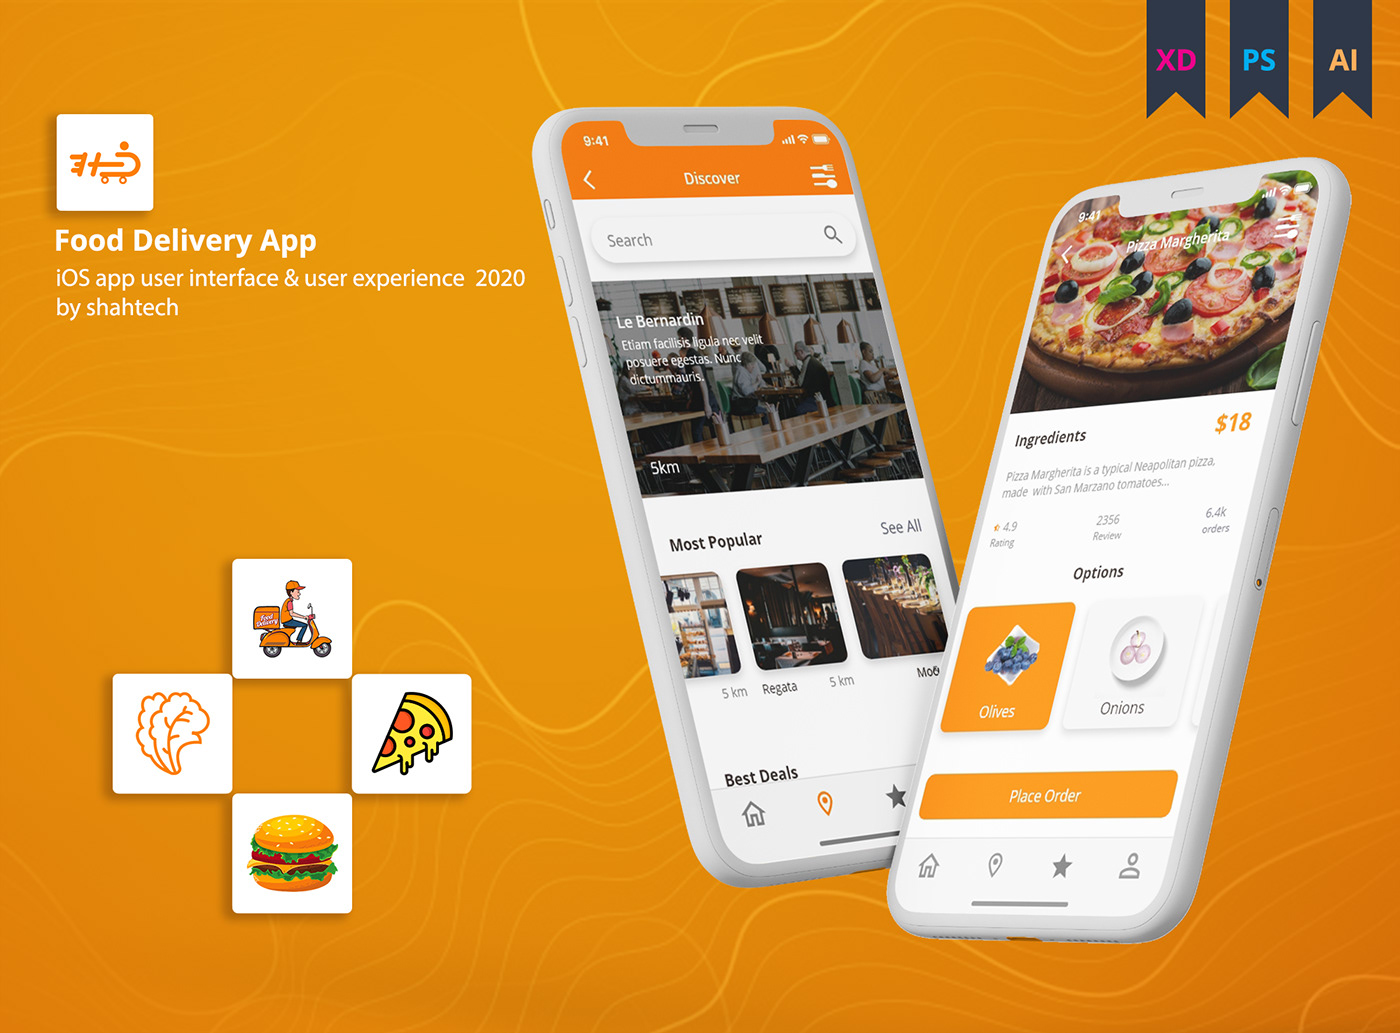 XD
PS
AI
Food Delivery App
iOS app user interface & user experience 2020
by shahtech
Food
Delivery
9:41
Discover
Search
Le Bernardin
Etiam facilisis ligula nec velit
posuere egestas. Nunc
dictummauris.
5km
Most Popular
See All
5 km
Regata
5 km
Moo
Best Deals
9:41
Pizza Margherita
Ingredients
$18
Pizza Margherita is a typical Neapolitan pizza,
made with San Marzano tomatoes...
4.9
Rating
2356
Review
6.4k
orders
Options
Olives
Onions
Place Order